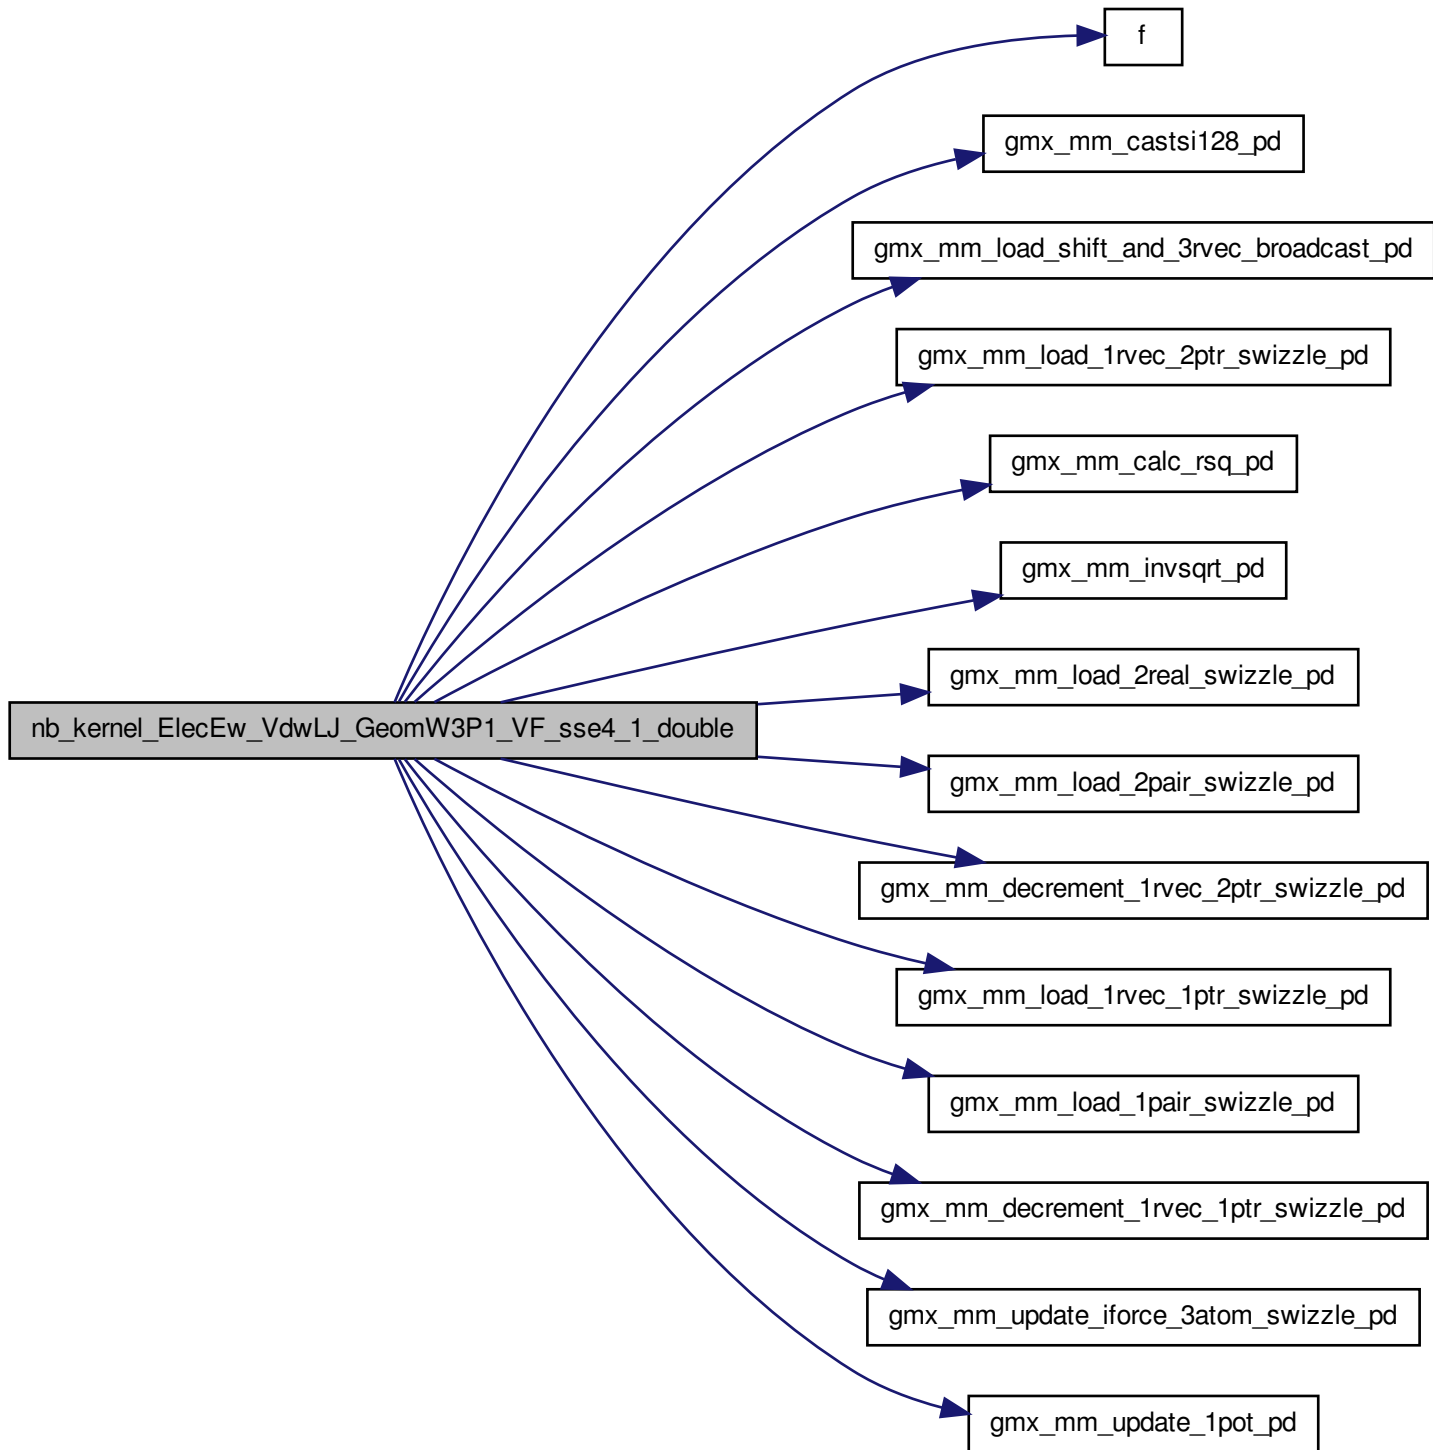 f
gmx_mm_castsi128_pd
gmx_mm_load_shift_and_3rvec_broadcast_pd
gmx_mm_load_1rvec_2ptr_swizzle_pd
gmx_mm_calc_rsq_pd
gmx_mm_invsqrt_pd
gmx_mm_load_2real_swizzle_pd
nb_kernel_ElecEw_VdwLJ_GeomW3P1_VF_sse4_1_double
gmx_mm_load_2pair_swizzle_pd
gmx_mm_decrement_1rvec_2ptr_swizzle_pd
gmx_mm_load_1rvec_1ptr_swizzle_pd
gmx_mm_load_1pair_swizzle_pd
gmx_mm_decrement_1rvec_1ptr_swizzle_pd
gmx_mm_update_iforce_3atom_swizzle_pd
gmx_mm_update_1pot_pd